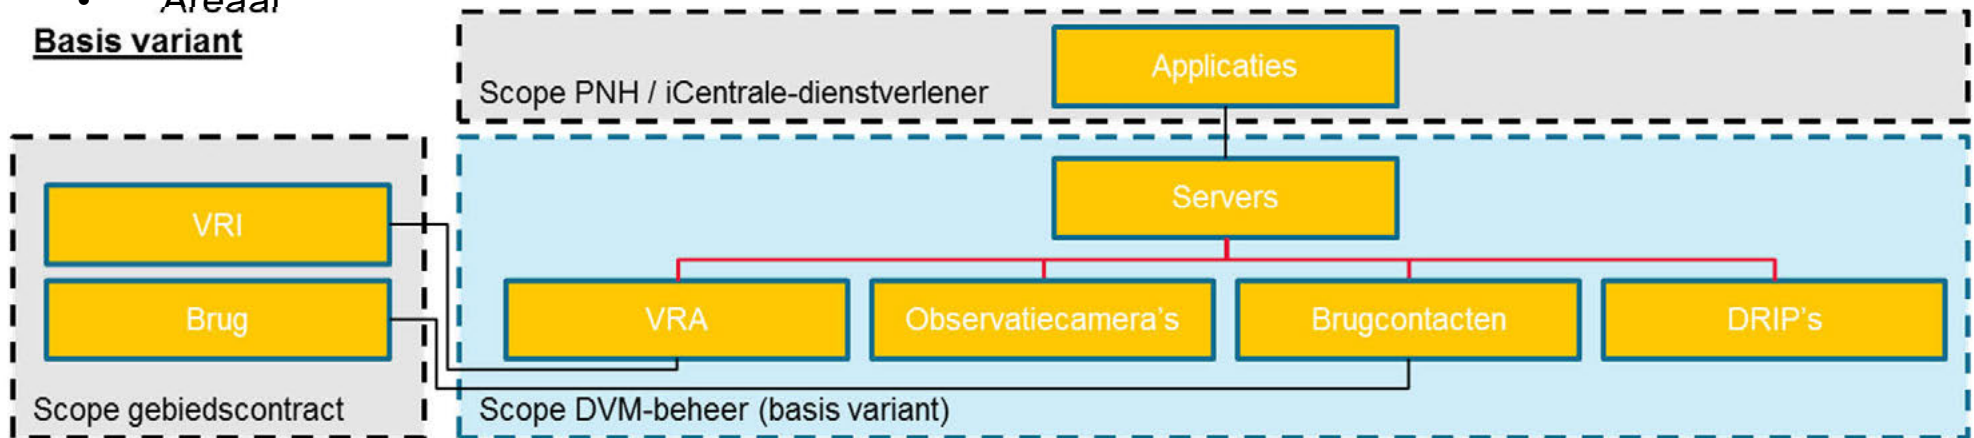 • Areaal
Basis variant
Applicaties
Scope PNH / iCentrale-dienstverlener
Servers
VRI
Brug
VRA
Observatiecamera's
Brugcontacten
DRIP's
Scope gebiedscontract
Scope DVM-beheer (basis variant)